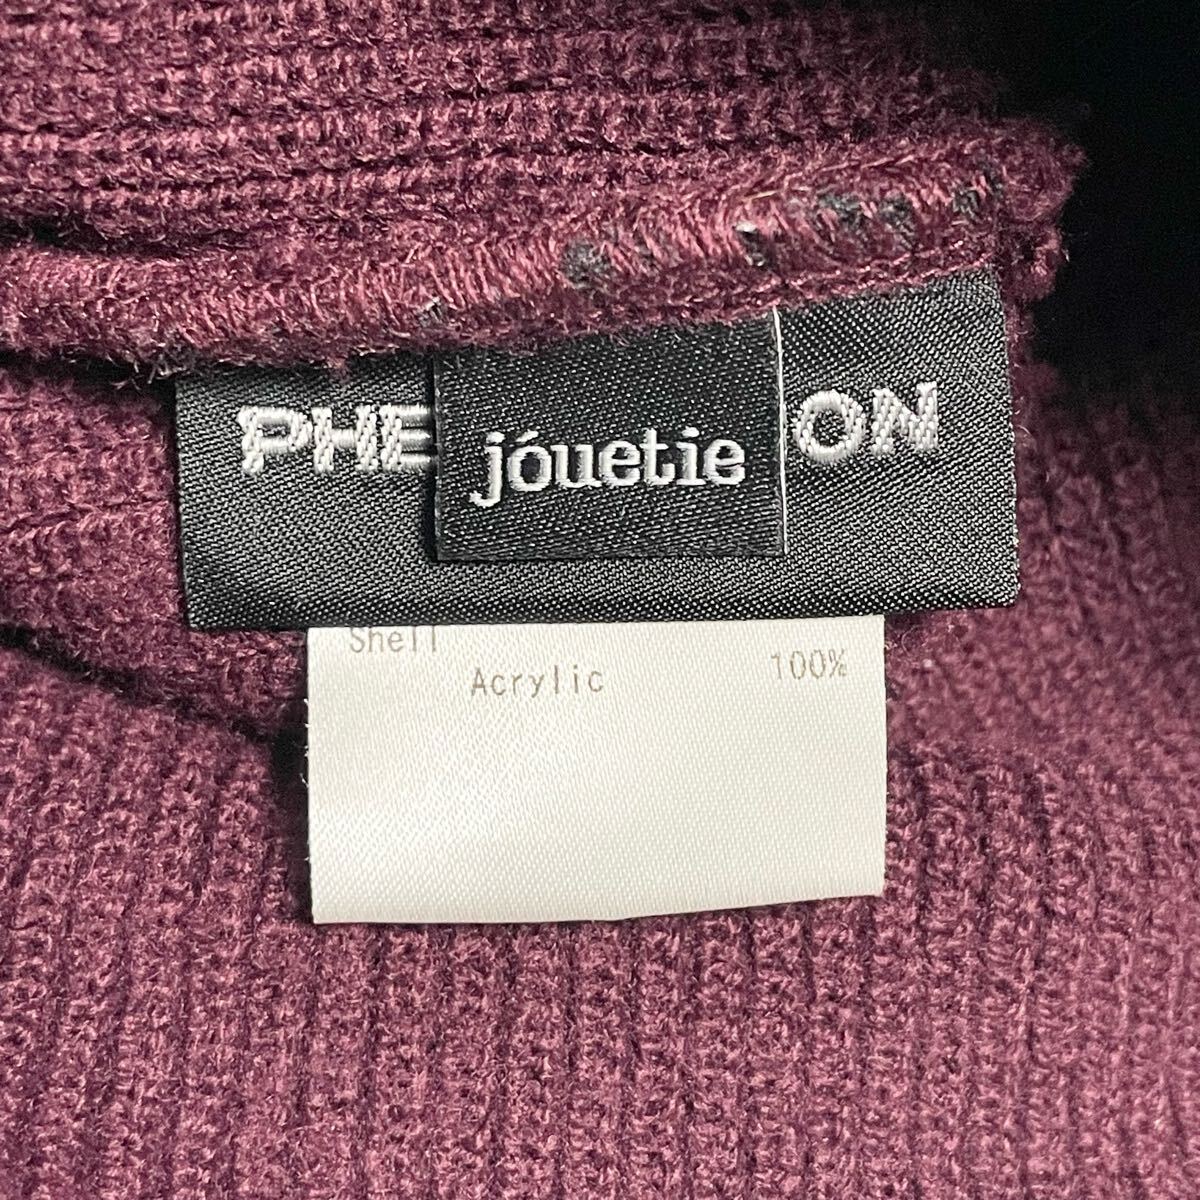 PHE jóuetie ON
Shell
Acrylic 100%